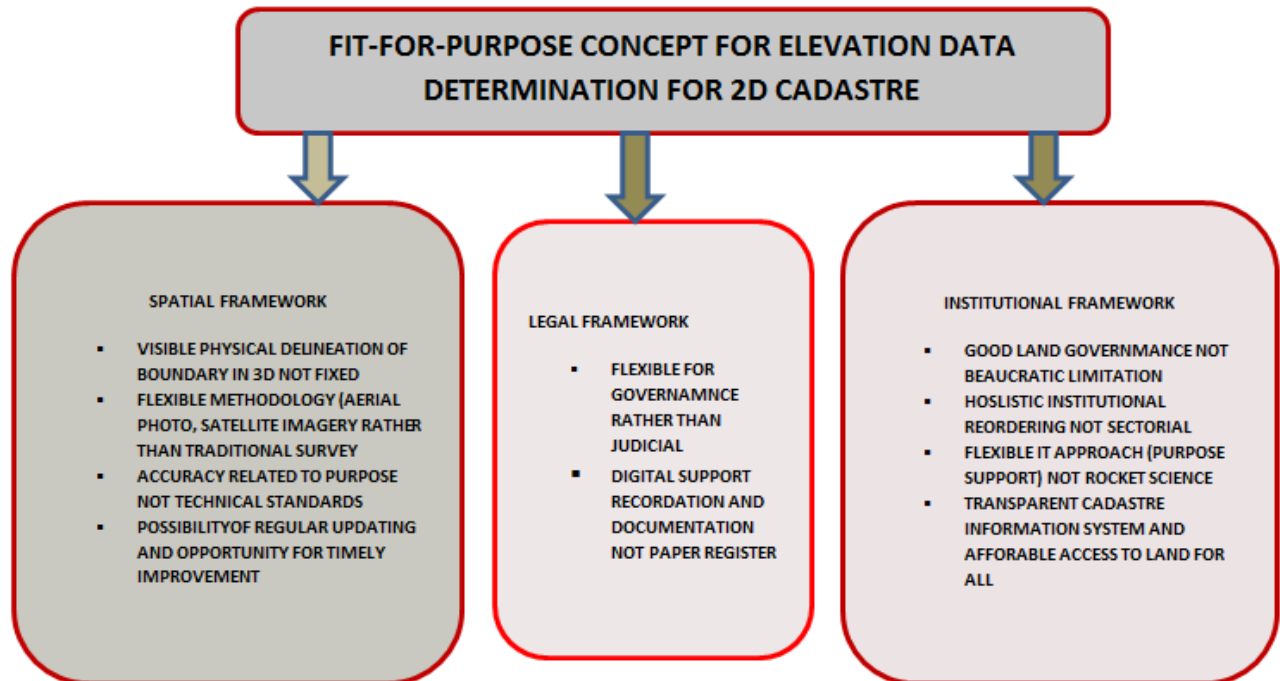 FIT-FOR-PURPOSE CONCEPT FOR ELEVATION DATA
DETERMINATION FOR 2D CADASTRE
SPATIAL FRAMEWORK
▪ VISIBLE PHYSICAL DELINEATION OF
BOUNDARY IN 3D NOT FIXED
▪ FLEXIBLE METHODOLOGY (AERIAL
PHOTO, SATELLITE IMAGERY RATHER
THAN TRADITIONAL SURVEY
▪ ACCURACY RELATED TO PURPOSE
NOT TECHNICAL STANDARDS
▪ POSSIBILITYOF REGULAR UPDATING
AND OPPORTUNITY FOR TIMELY
IMPROVEMENT
LEGAL FRAMEWORK
▪ FLEXIBLE FOR
GOVERNAMNCE
RATHER THAN
JUDICIAL
▪ DIGITAL SUPPORT
RECORDATION AND
DOCUMENTATION
NOT PAPER REGISTER
INSTITUTIONAL FRAMEWORK
▪ GOOD LAND GOVERNMANCE NOT
BEAUCRATIC LIMITATION
▪ HOSLISTIC INSTITUTIONAL
REORDERING NOT SECTORIAL
▪ FLEXIBLE IT APPROACH (PURPOSE
SUPPORT) NOT ROCKET SCIENCE
▪ TRANSPARENT CADASTRE
INFORMATION SYSTEM AND
AFFORABLE ACCESS TO LAND FOR
ALL